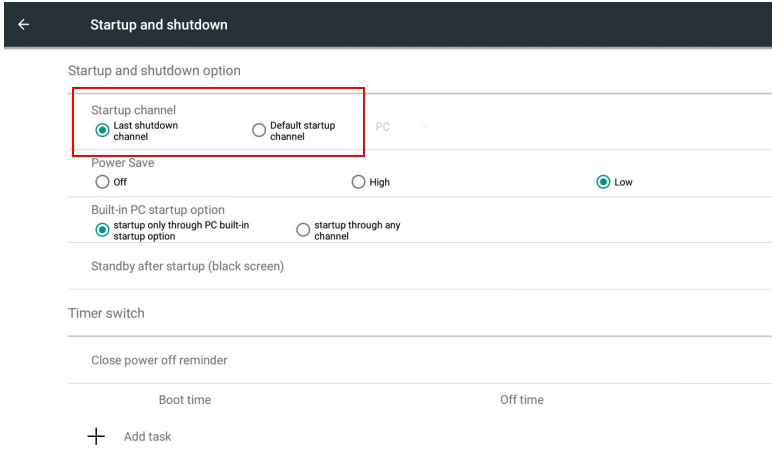 Startup and shutdown
Startup and shutdown option
Startup channel
Last shutdown channel
Default startup channel
PC
Power Save
Off
High
Low
Built-in PC startup option
startup only through PC built-in startup option
startup through any channel
Standby after startup (black screen)
Timer switch
Close power off reminder
Boot time
Off time
Add task